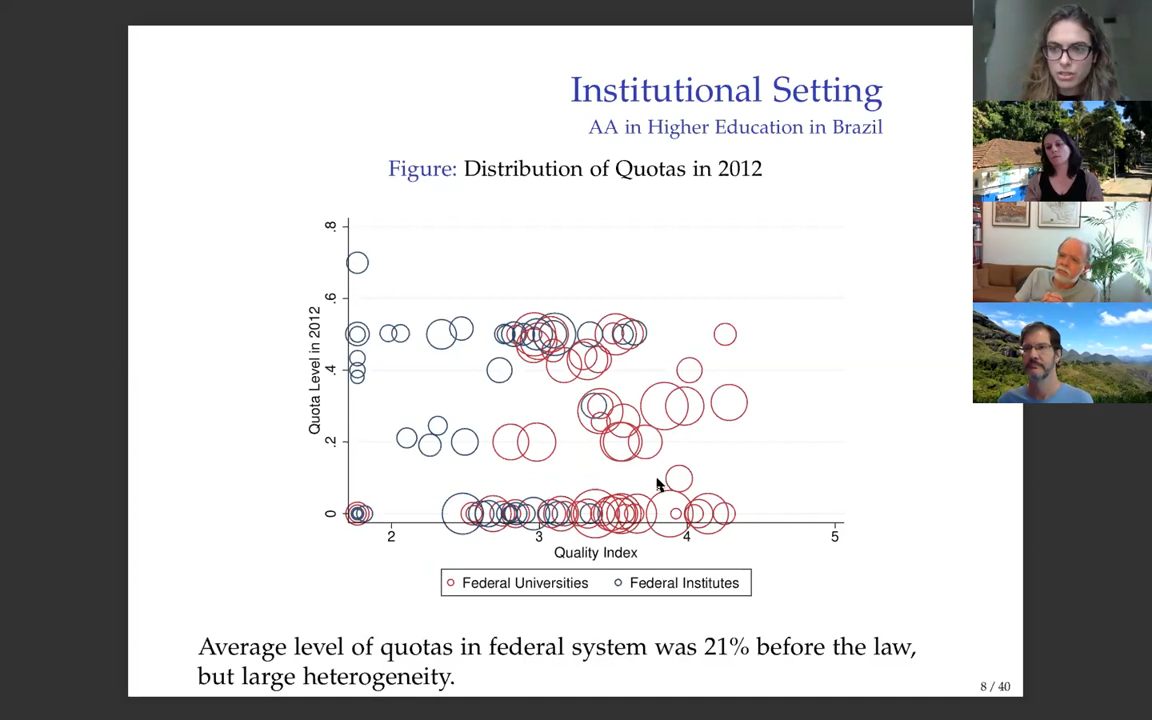 Institutional Setting
AA in Higher Education in Brazil
Figure: Distribution of Quotas in 2012
.8
.6
.4
.2
0
Quota Level in 2012
2 3 4 5
Quality Index
Federal Universities Federal Institutes
Average level of quotas in federal system was 21% before the law,
but large heterogeneity.
8 / 40